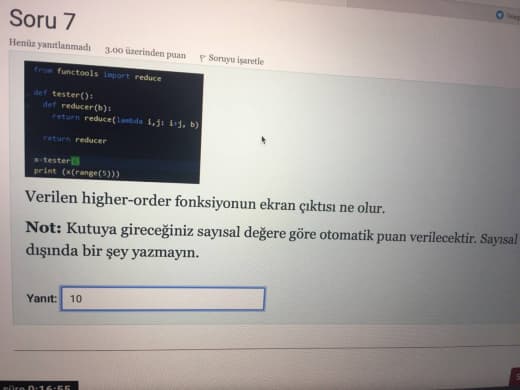 Soru 7
Henüz yanıtlanmadı 3.00 üzerinden puan Soruyu işaretle
from functools import reduce
def tester():
def reducer(b):
return reduce(lambda i,j: i+j, b)
return reducer
x=tester()
print (x(range(5)))
Verilen higher-order fonksiyonun ekran çıktısı ne olur.
Not: Kutuya gireceğiniz sayısal değere göre otomatik puan verilecektir. Sayısal
dışında bir şey yazmayın.
Yanıt: 10
süre 0:16:55